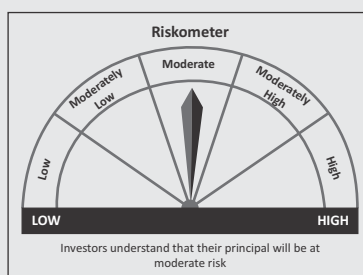 Riskometer
Moderate
Moderately
Low
Moderately
High
Low
High
LOW
HIGH
Investors understand that their principal will be at
moderate risk